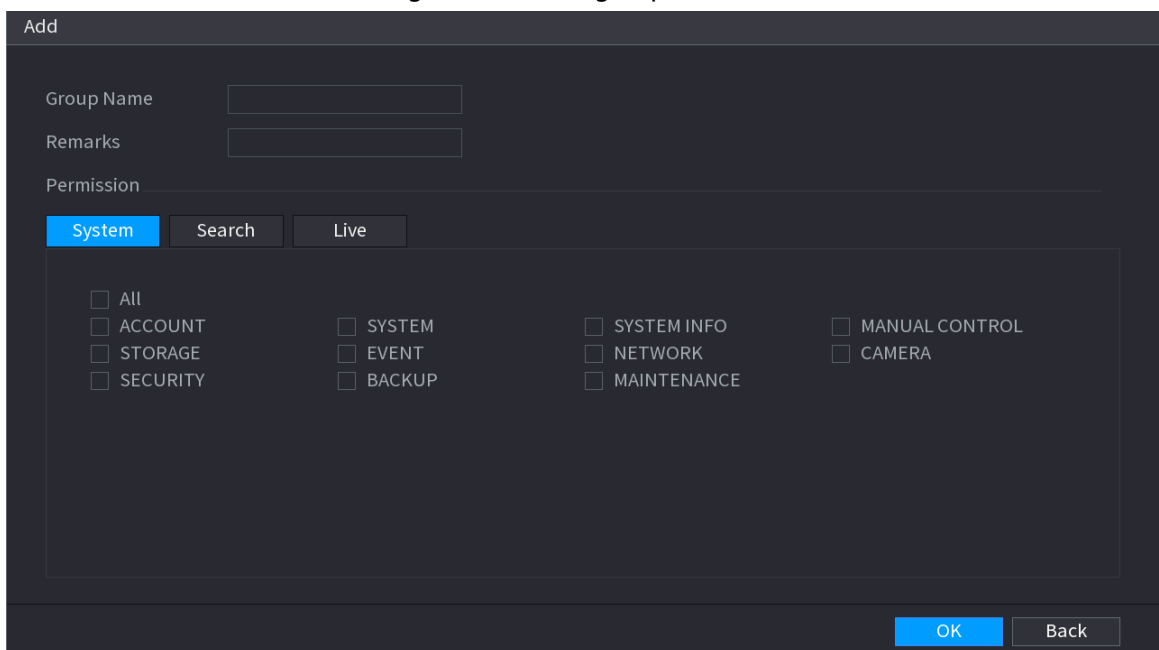 Add
Group Name
Remarks
Permission
System Search Live
All
ACCOUNT SYSTEM SYSTEM INFO MANUAL CONTROL
STORAGE EVENT NETWORK CAMERA
SECURITY BACKUP MAINTENANCE
OK Back